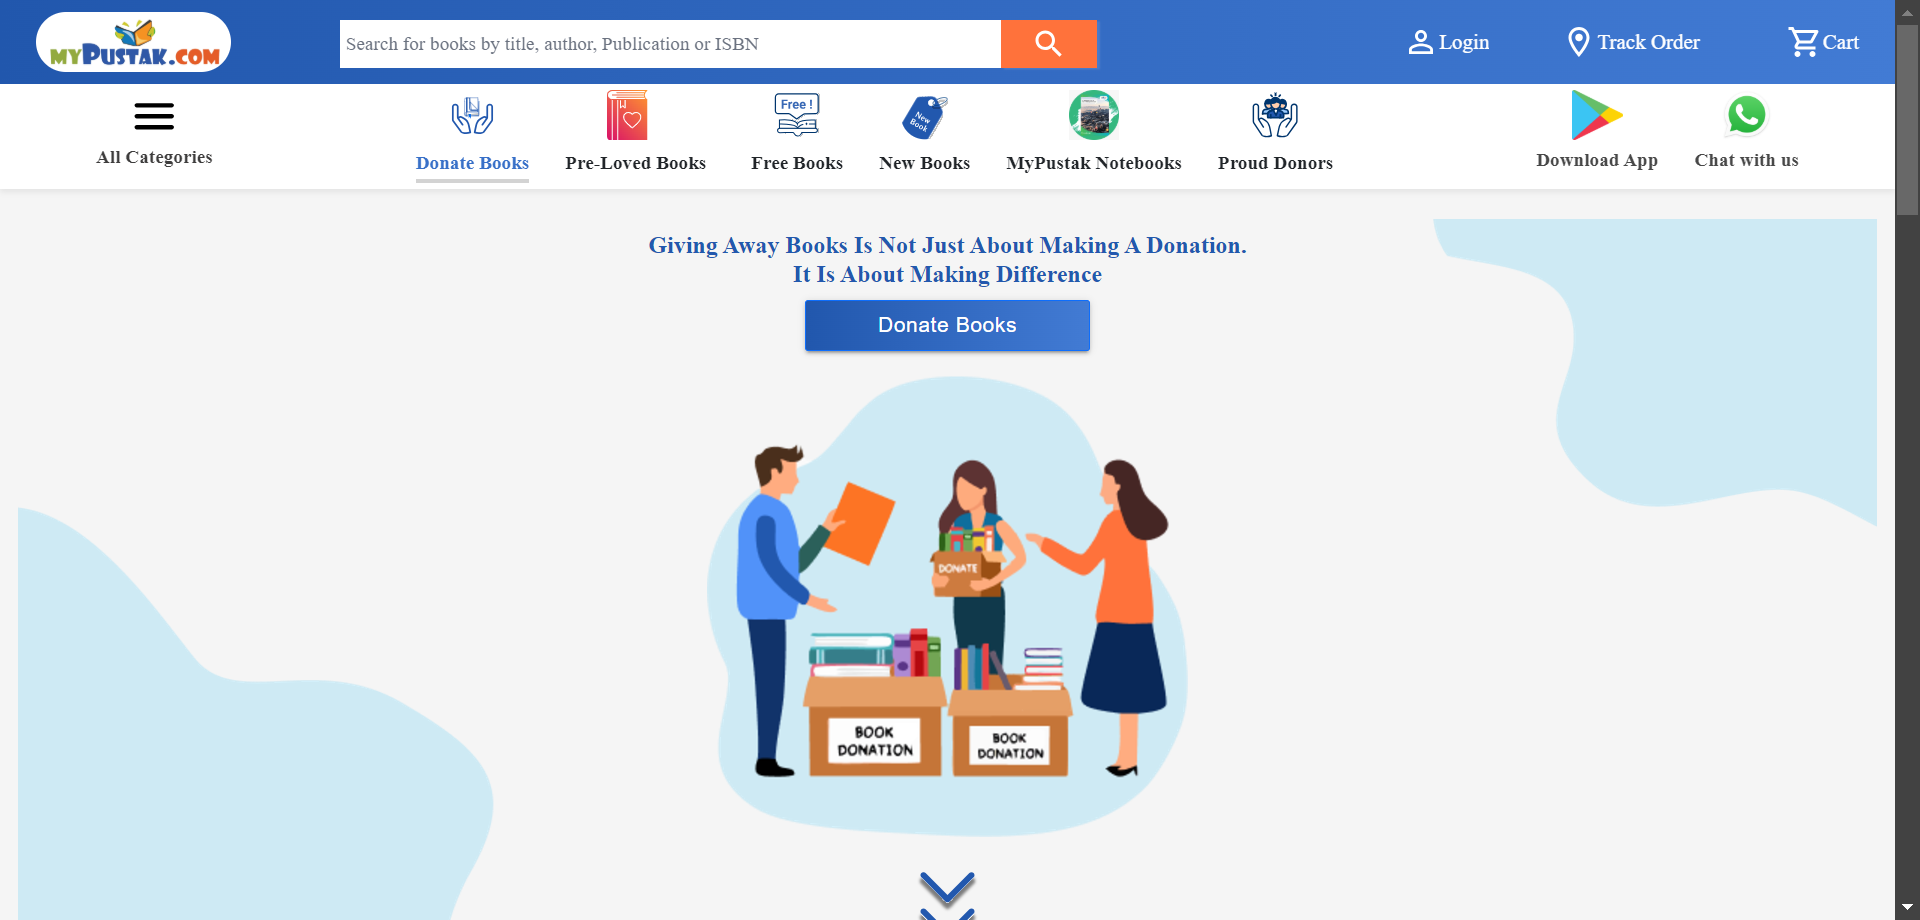 MYPUSTAK.COM
Search for books by title, author, Publication or ISBN
Login
Track Order
Cart
All Categories
Donate Books
Pre-Loved Books
Free !
Free Books
New Book
New Books
MyPustak Notebooks
Proud Donors
Download App
Chat with us
Giving Away Books Is Not Just About Making A Donation.
It Is About Making Difference
Donate Books
DONATE
BOOK
DONATION
BOOK
DONATION